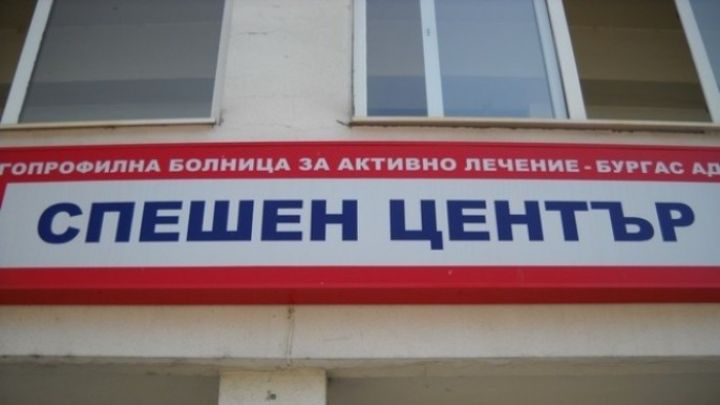 ГОПРОФИЛНА БОЛНИЦА ЗА АКТИВНО ЛЕЧЕНИЕ - БУРГАС АД
СПЕШЕН ЦЕНТЪР